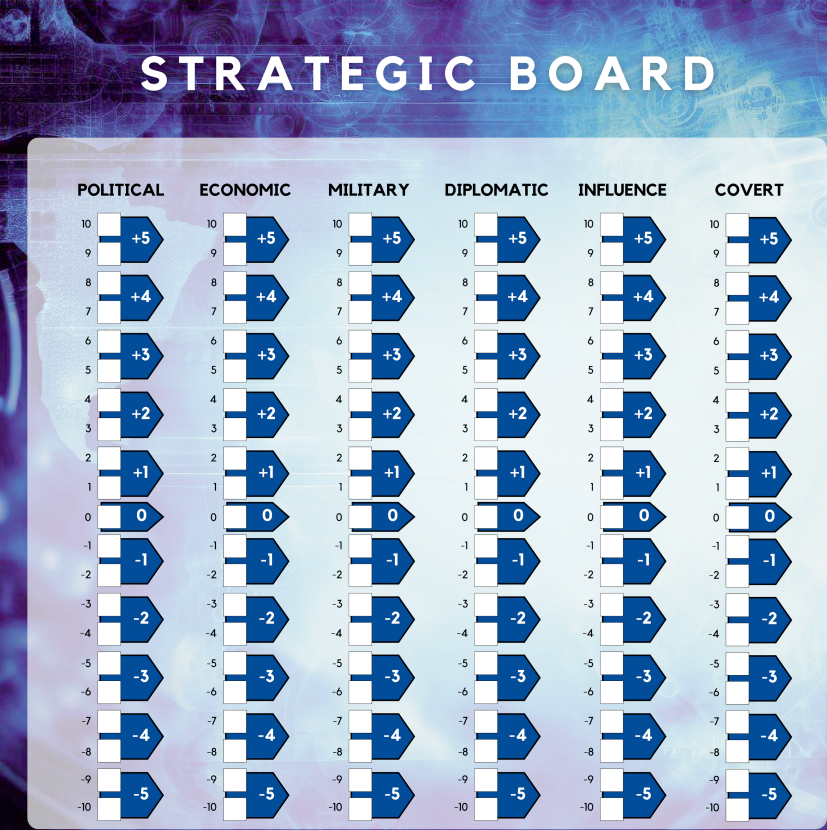 STRATEGIC BOARD
POLITICAL ECONOMIC MILITARY DIPLOMATIC INFLUENCE COVERT
10 10 10 10 10 10
+5 +5 +5 +5 +5 +5
9 9 9 9 9 9
8 8 8 8 8 8
+4 +4 +4 +4 +4 +4
7 7 7 7 7 7
6 6 6 6 6 6
+3 +3 +3 +3 +3 +3
5 5 5 5 5 5
4 4 4 4 4 4
+2 +2 +2 +2 +2 +2
3 3 3 3 3 3
2 2 2 2 2 2
+1 +1 +1 +1 +1 +1
1 1 1 1 1 1
0 0 0 0 0 0 0 0 0 0 0 0
-1 -1 -1 -1 -1 -1
-1 -1 -1 -1 -1 -1
-2 -2 -2 -2 -2 -2
-3 -3 -3 -3 -3 -3
-2 -2 -2 -2 -2 -2
-4 -4 -4 -4 -4 -4
-5 -5 -5 -5 -5 -5
-3 -3 -3 -3 -3 -3
-6 -6 -6 -6 -6 -6
-7 -7 -7 -7 -7 -7
-4 -4 -4 -4 -4 -4
-8 -8 -8 -8 -8 -8
-9 -9 -9 -9 -9 -9
-5 -5 -5 -5 -5 -5
-10 -10 -10 -10 -10 -10